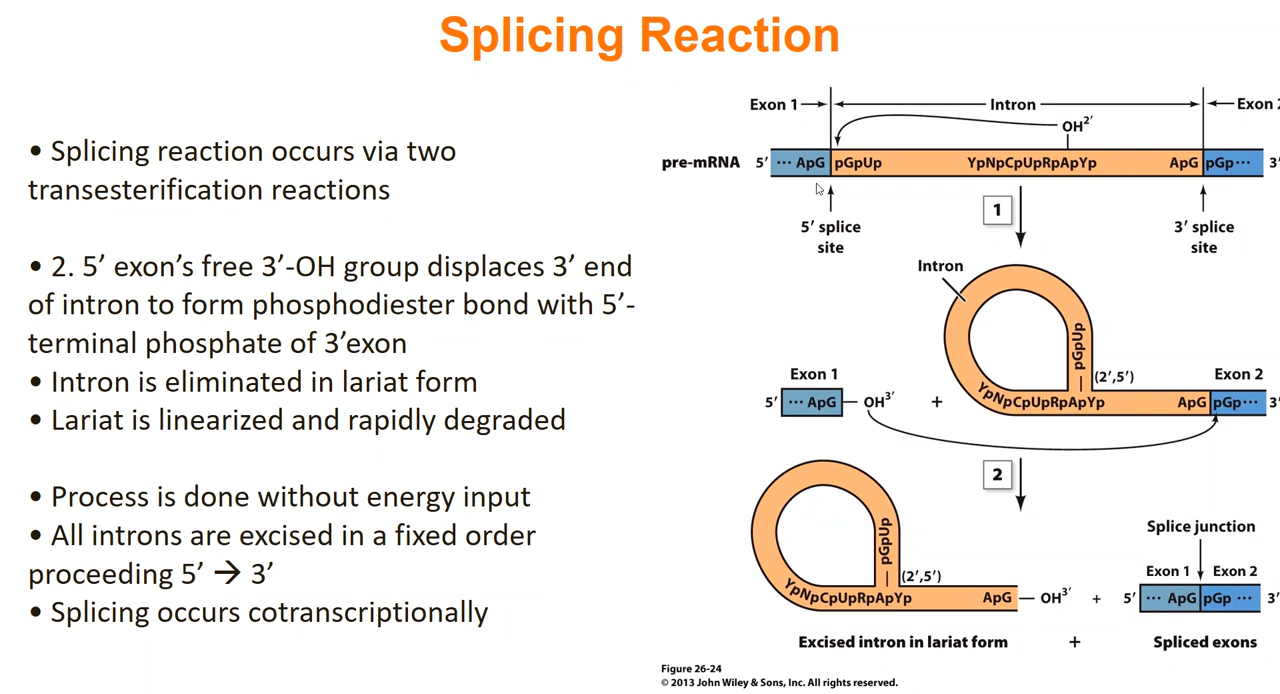 Splicing Reaction
• Splicing reaction occurs via two
transesterification reactions
• 2. 5’ exon’s free 3’-OH group displaces 3’ end
of intron to form phosphodiester bond with 5’-
terminal phosphate of 3’exon
• Intron is eliminated in lariat form
• Lariat is linearized and rapidly degraded
• Process is done without energy input
• All introns are excised in a fixed order
proceeding 5’ → 3’
• Splicing occurs cotranscriptionally
Exon 1 Intron Exon 2
OH2′
pre-mRNA 5′ ··· ApG pGpUp YpNpCpUpRpApYp ApG pGp··· 3′
5′ splice
site
1
3′ splice
site
Intron
pGpUp
Exon 1 (2′,5′) Exon 2
5′ ··· ApG OH3′ + YpNpCpUpRpApYp ApG pGp··· 3′
2
pGpUp
Splice junction
(2′,5′) Exon 1 Exon 2
YpNpCpUpRpApYp ApG OH3′ + 5′ ··· ApG pGp ··· 3′
Excised intron in lariat form + Spliced exons
Figure 26-24
© 2013 John Wiley & Sons, Inc. All rights reserved.